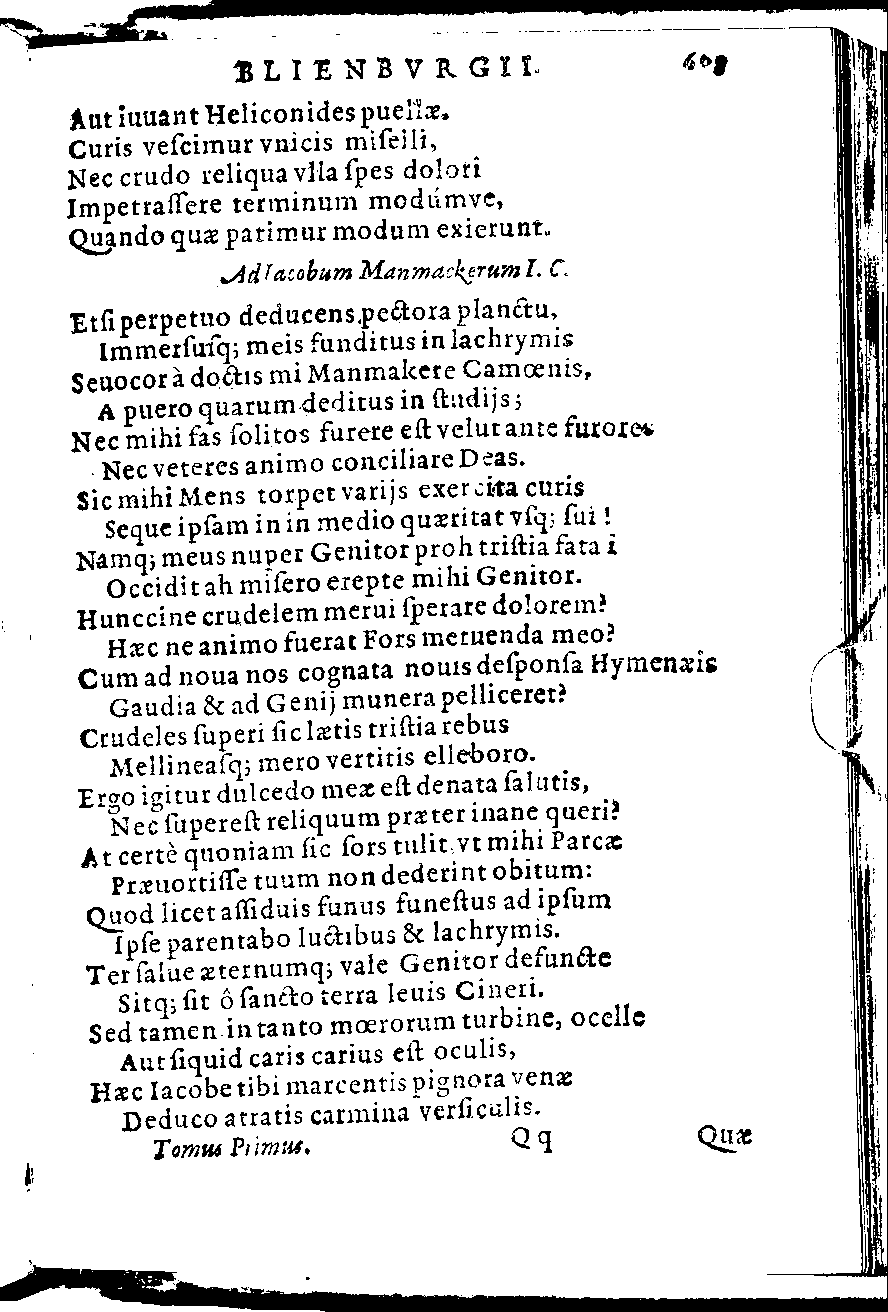 BLIENBVRGII. 608
Aut iuuant Heliconides puellæ.
Curis veſcimur vnicis miſelli,
Nec crudo reliqua vlla ſpes dolori
Impetraſſere terminum modúmve,
Quando quæ patimur modum exierunt.
Ad Iacobum Manmackerum I. C.
Etſi perpetuo deducens pectora planctu,
Immerſuſq; meis funditus in lachrymis
Seuocor à doctis mi Manmakere Camœnis,
A puero quarum deditus in ſtudijs;
Nec mihi fas ſolitos furere eſt velut ante furores
Nec veteres animo conciliare Deas.
Sic mihi Mens torpet varijs exercita curis
Seque ipſam in in medio quæritat vſq; ſui!
Namq; meus nuper Genitor proh triſtia fata i
Occidit ah miſero erepte mihi Genitor.
Hunccine crudelem merui ſperare dolorem?
Hæc ne animo fuerat Fors metuenda meo?
Cum ad noua nos cognata nouis deſponſa Hymenæis
Gaudia & ad Genij munera pelliceret?
Crudeles ſuperi ſic lætis triſtia rebus
Mellineaſq; mero vertitis elleboro.
Ergo igitur dulcedo meæ eſt denata ſalutis,
Nec ſupereſt reliquum præter inane queri?
At certè quoniam ſic ſors tulit vt mihi Parcæ
Præuortiſſe tuum non dederint obitum:
Quod licet aſſiduis funus funeſtus ad ipſum
Ipſe parentabo luctibus & lachrymis.
Ter ſalue æternumq; vale Genitor defuncte
Sitq; ſit ô ſancto terra leuis Cineri.
Sed tamen in tanto mœrorum turbine, ocelle
Aut ſiquid caris carius eſt oculis,
Hæc Iacobe tibi marcentis pignora venæ
Deduco atratis carmina verſiculis.
Tomus Primus. Qq Quæ